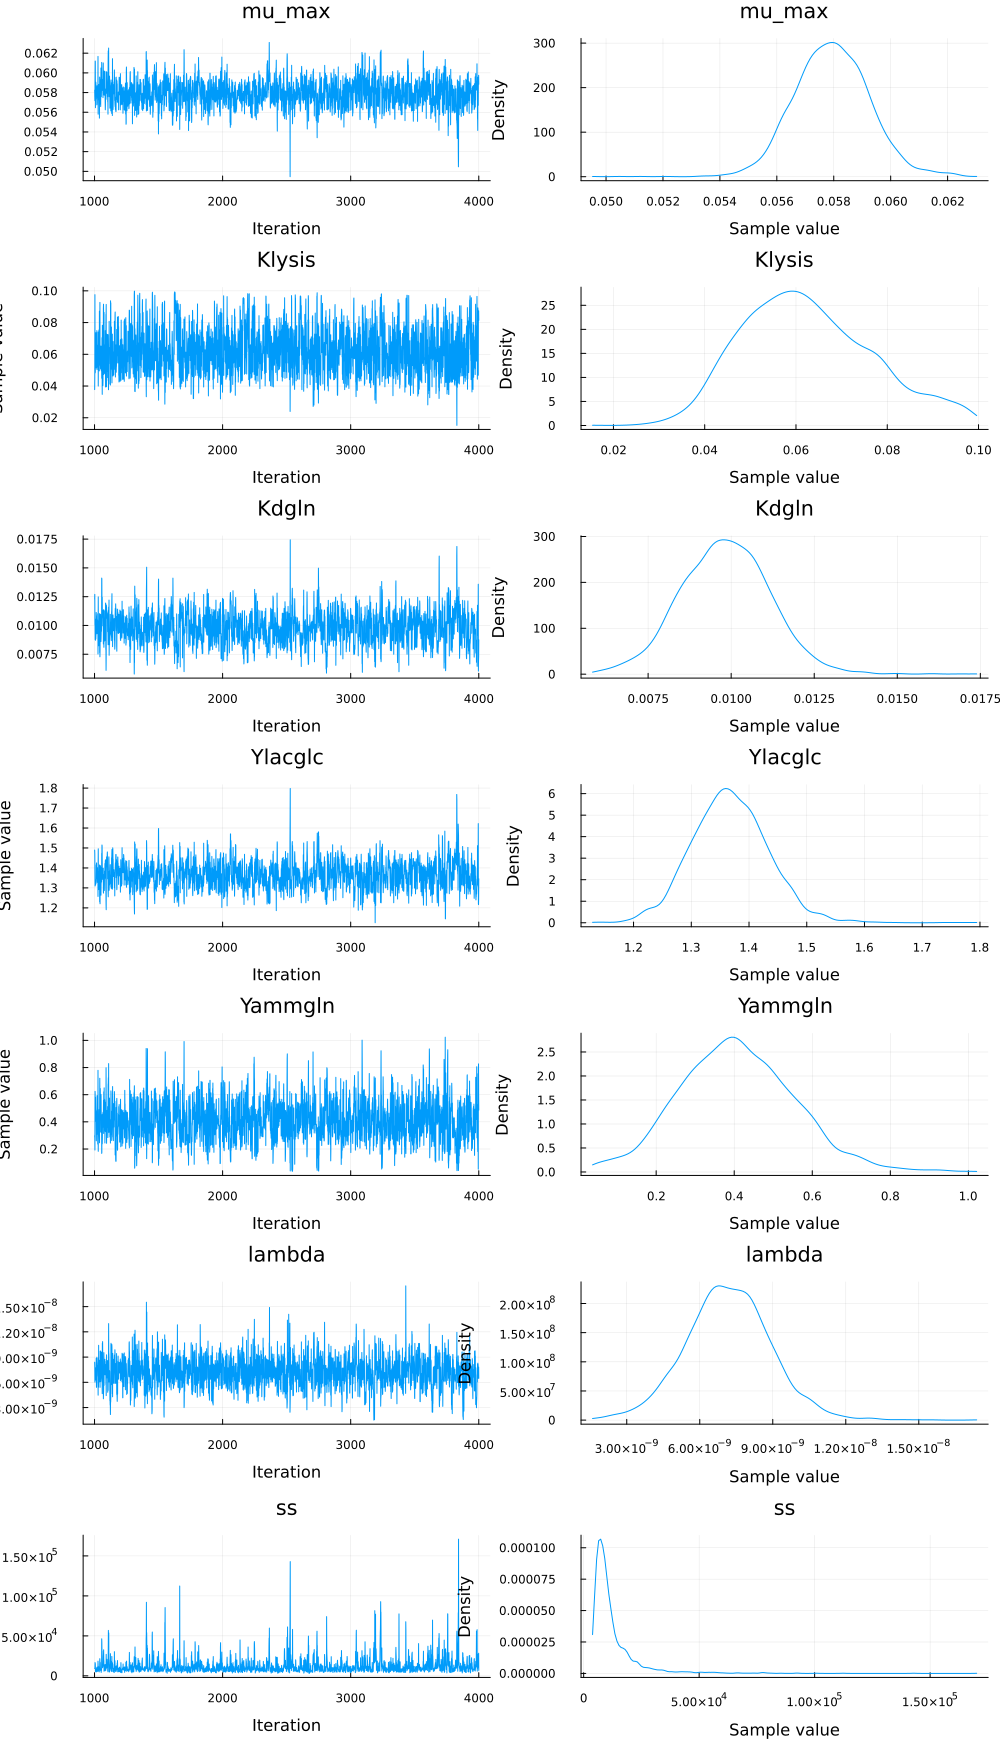 mu_max mu_max
0.062
0.060
0.058
0.056
0.054
0.052
0.050
1000 2000 3000 4000
Iteration
Density
300
200
100
0
0.050 0.052 0.054 0.056 0.058 0.060 0.062
Sample value
Klysis Klysis
0.10
0.08
0.06
0.04
0.02
1000 2000 3000 4000
Iteration
Density
25
20
15
10
5
0
0.02 0.04 0.06 0.08 0.10
Sample value
Kdgln Kdgln
0.0175
0.0150
0.0125
0.0100
0.0075
1000 2000 3000 4000
Iteration
Density
300
200
100
0
0.0075 0.0100 0.0125 0.0150 0.0175
Sample value
Ylacglc Ylacglc
Sample value
1.8
1.7
1.6
1.5
1.4
1.3
1.2
1000 2000 3000 4000
Iteration
Density
6
5
4
3
2
1
0
1.2 1.3 1.4 1.5 1.6 1.7 1.8
Sample value
Yammgln Yammgln
Sample value
1.0
0.8
0.6
0.4
0.2
1000 2000 3000 4000
Iteration
Density
2.5
2.0
1.5
1.0
0.5
0.0
0.2 0.4 0.6 0.8 1.0
Sample value
lambda lambda
.50×10⁻⁸
.20×10⁻⁸
.00×10⁻⁹
.00×10⁻⁹
.00×10⁻⁹
1000 2000 3000 4000
Iteration
Density
2.00×10⁸
1.50×10⁸
1.00×10⁸
5.00×10⁷
0
3.00×10⁻⁹ 6.00×10⁻⁹ 9.00×10⁻⁹ 1.20×10⁻⁸ 1.50×10⁻⁸
Sample value
ss ss
1.50×10⁵
1.00×10⁵
5.00×10⁴
0
1000 2000 3000 4000
Iteration
Density
0.000100
0.000075
0.000050
0.000025
0.000000
0 5.00×10⁴ 1.00×10⁵ 1.50×10⁵
Sample value